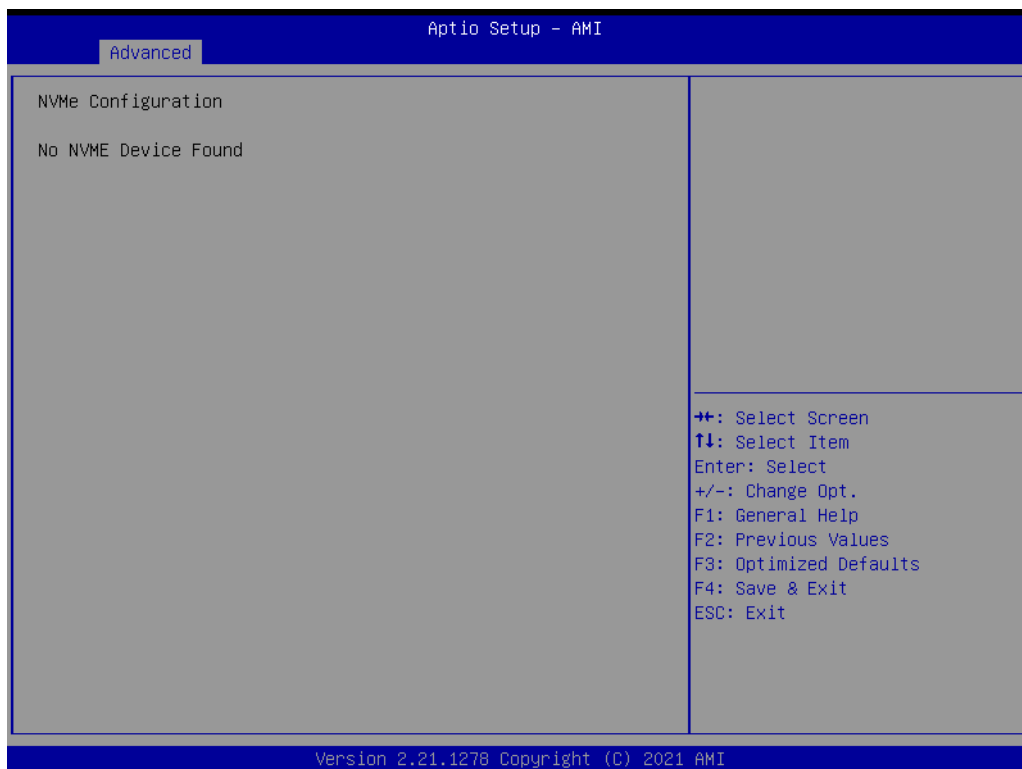 Aptio Setup – AMI
Advanced
NVMe Configuration
No NVME Device Found
→←: Select Screen
↑↓: Select Item
Enter: Select
+/-: Change Opt.
F1: General Help
F2: Previous Values
F3: Optimized Defaults
F4: Save & Exit
ESC: Exit
Version 2.21.1278 Copyright (C) 2021 AMI